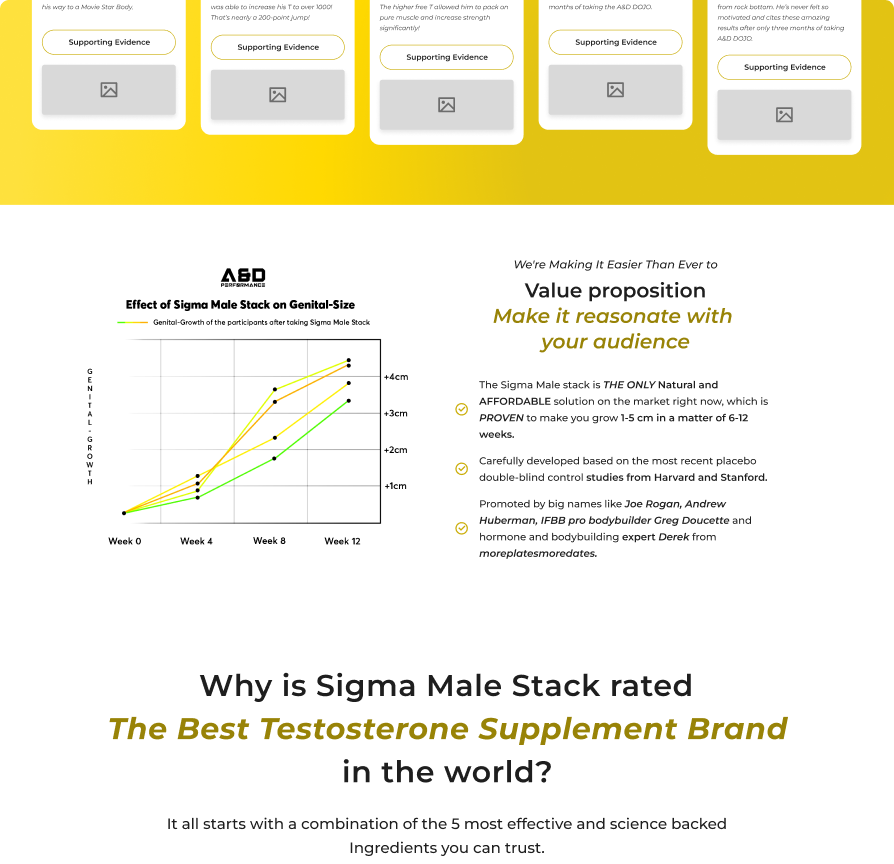 his way to a Movie Star Body.
Supporting Evidence
was able to increase his T to over 1000!
That's nearly a 200-point jump!
Supporting Evidence
The higher free T allowed him to pack on
pure muscle and increase strength
significantly!
Supporting Evidence
months of taking the A&D DOJO.
Supporting Evidence
from rock bottom. He's never felt so
motivated and cites these amazing
results after only three months of taking
A&D DOJO.
Supporting Evidence
A&D
PERFORMANCE
Effect of Sigma Male Stack on Genital-Size
Genital-Growth of the participants after taking Sigma Male Stack
GENITAL-GROWTH
+4cm
+3cm
+2cm
+1cm
Week 0
Week 4
Week 8
Week 12
We're Making It Easier Than Ever to
Value proposition
Make it reasonate with
your audience
The Sigma Male stack is THE ONLY Natural and
AFFORDABLE solution on the market right now, which is
PROVEN to make you grow 1-5 cm in a matter of 6-12
weeks.
Carefully developed based on the most recent placebo
double-blind control studies from Harvard and Stanford.
Promoted by big names like Joe Rogan, Andrew
Huberman, IFBB pro bodybuilder Greg Doucette and
hormone and bodybuilding expert Derek from
moreplatesmoredates.
Why is Sigma Male Stack rated
The Best Testosterone Supplement Brand
in the world?
It all starts with a combination of the 5 most effective and science backed
Ingredients you can trust.